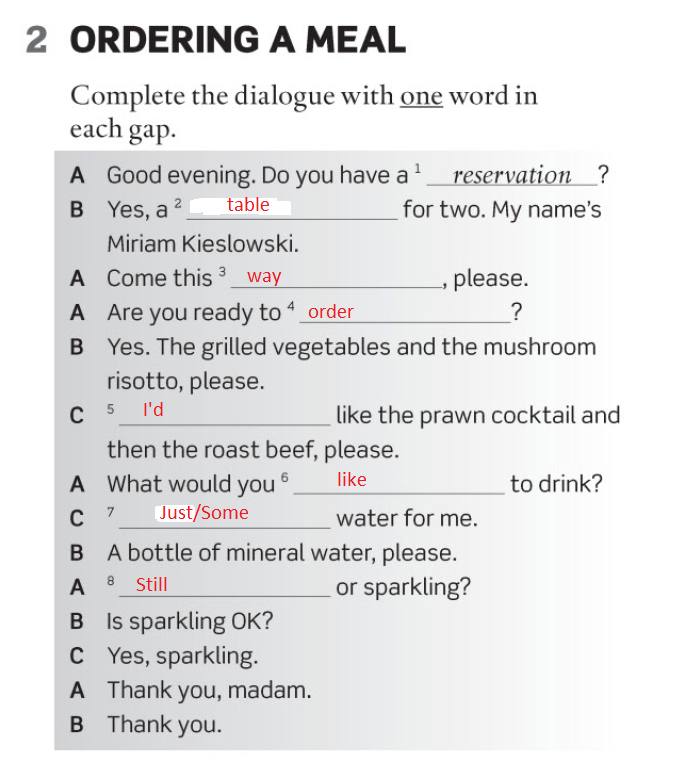 2 ORDERING A MEAL
Complete the dialogue with one word in
each gap.
A Good evening. Do you have a 1 reservation ?
B Yes, a 2 table for two. My name's
Miriam Kieslowski.
A Come this 3 way , please.
A Are you ready to 4 order ?
B Yes. The grilled vegetables and the mushroom
risotto, please.
C 5 I'd like the prawn cocktail and
then the roast beef, please.
A What would you 6 like to drink?
C 7 Just/Some water for me.
B A bottle of mineral water, please.
A 8 Still or sparkling?
B Is sparkling OK?
C Yes, sparkling.
A Thank you, madam.
B Thank you.